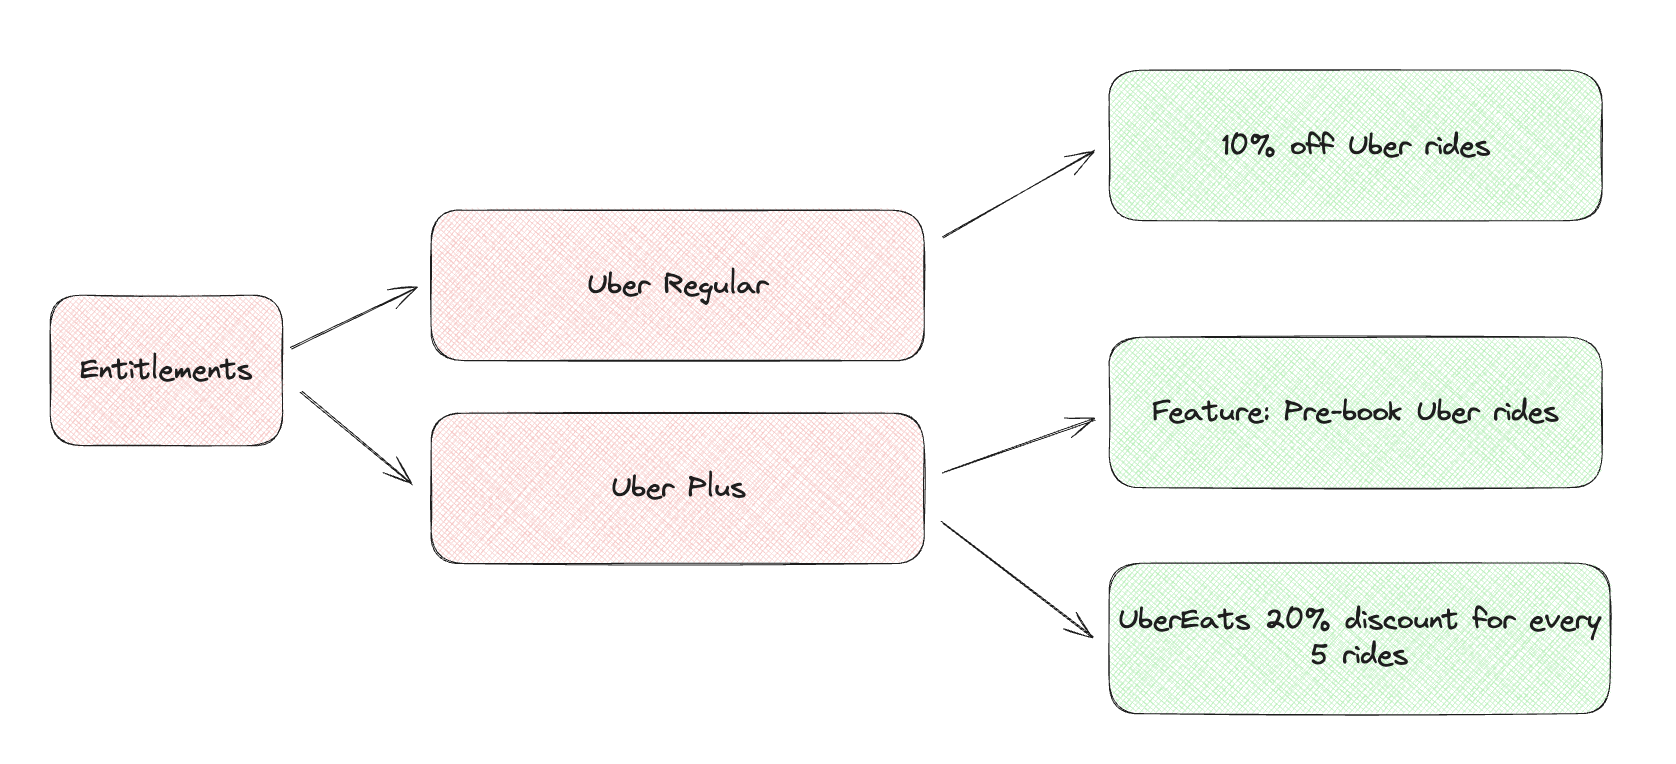 10% off Uber rides
Uber Regular
Entitlements
Feature: Pre-book Uber rides
Uber Plus
UberEats 20% discount for every
5 rides